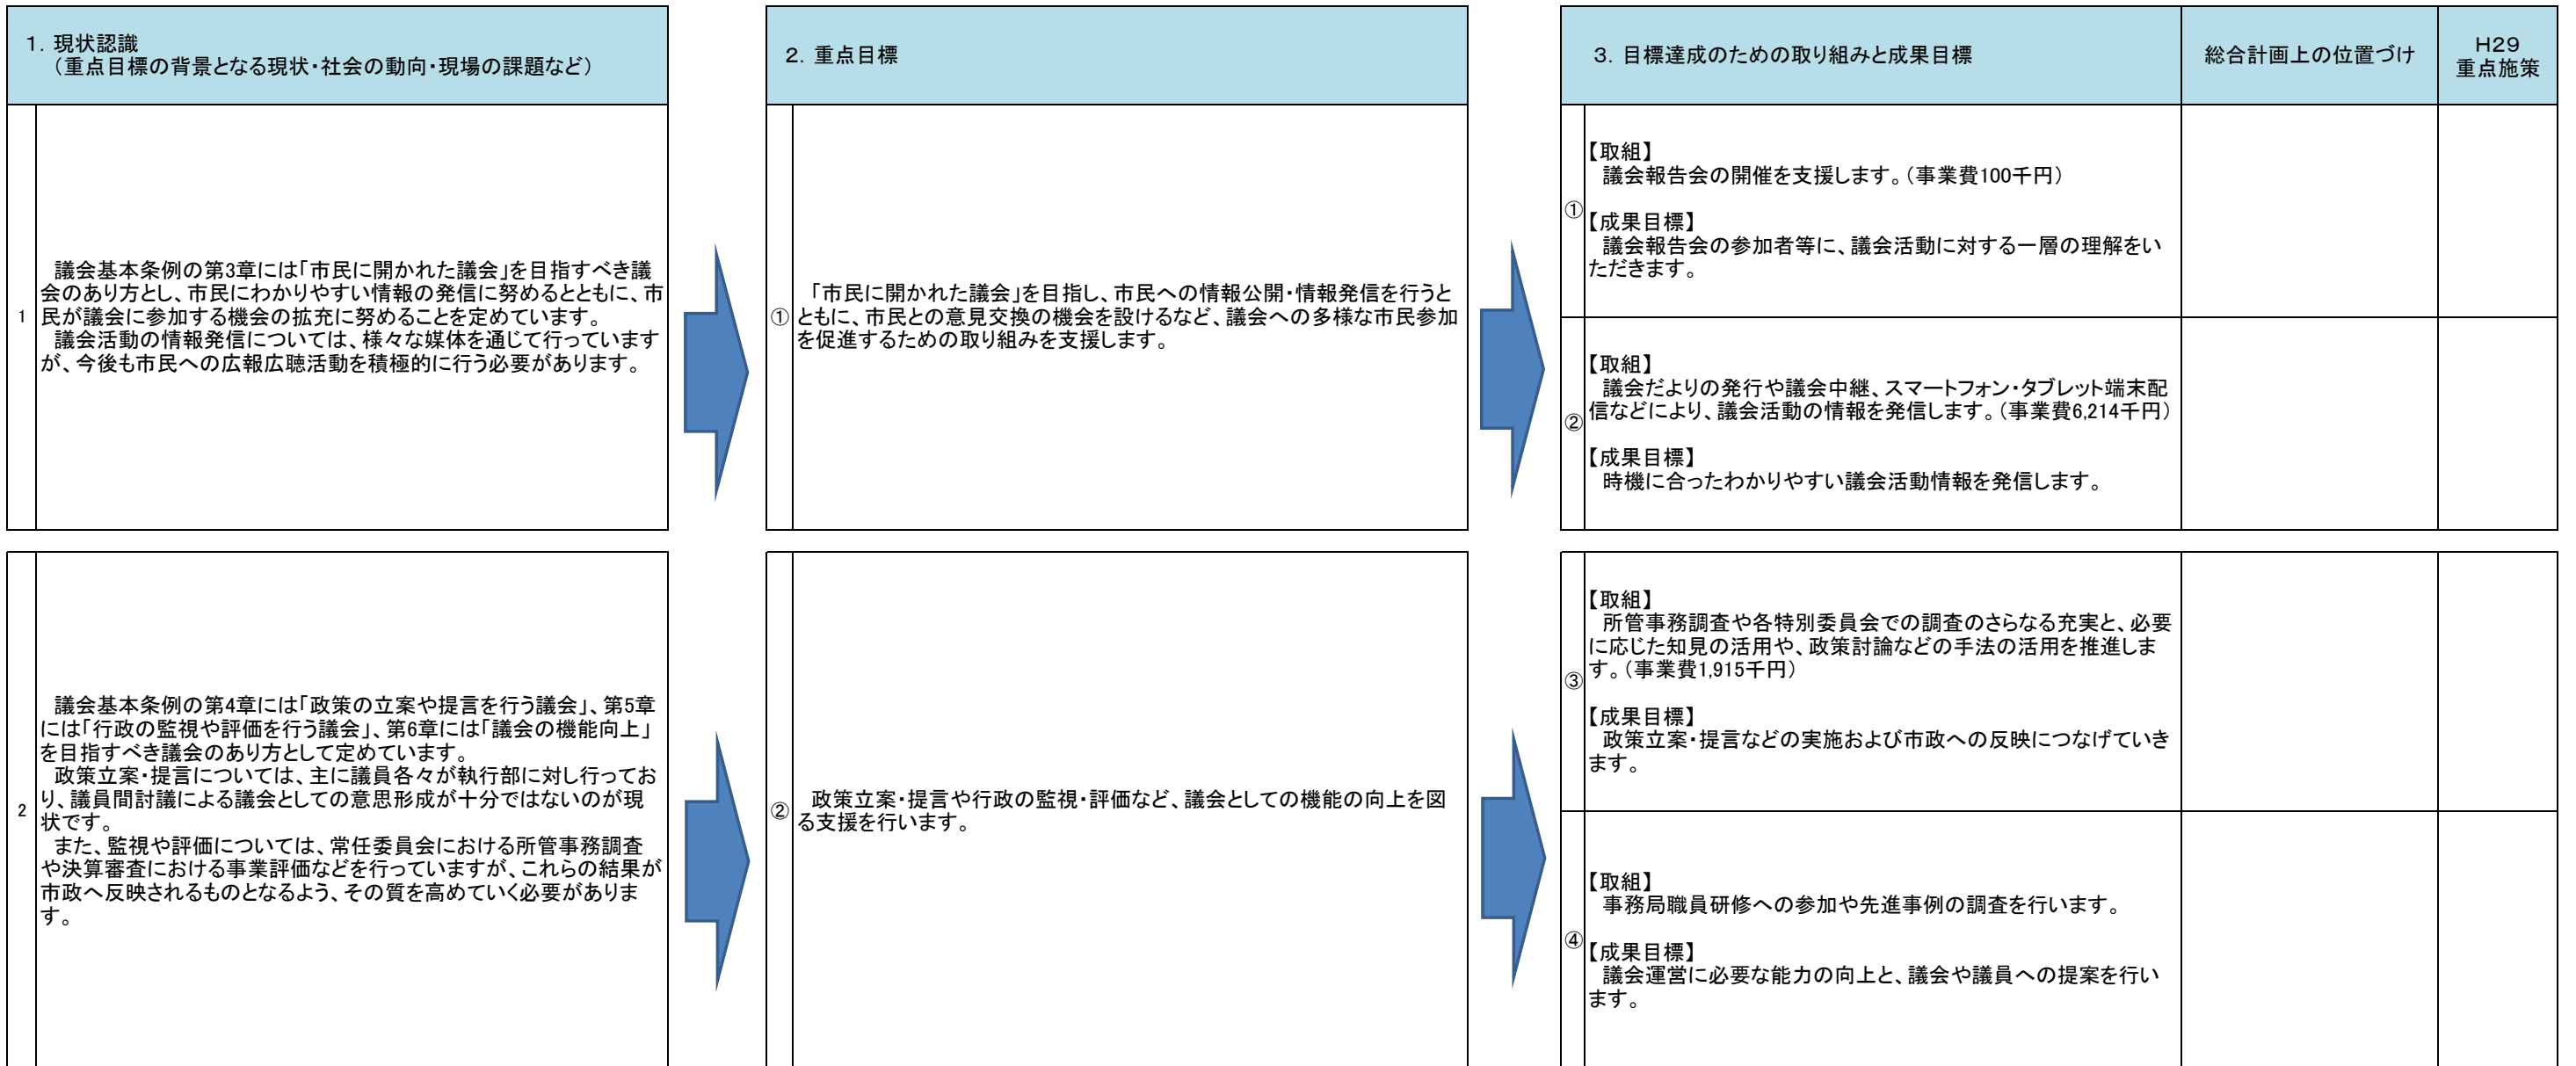 1．現状認識
（重点目標の背景となる現状・社会の動向・現場の課題など）
2．重点目標
3．目標達成のための取り組みと成果目標
総合計画上の位置づけ
H29
重点施策
1
議会基本条例の第3章には「市民に開かれた議会」を目指すべき議
会のあり方とし、市民にわかりやすい情報の発信に努めるとともに、市
民が議会に参加する機会の拡充に努めることを定めています。
議会活動の情報発信については、様々な媒体を通じて行っています
が、今後も市民への広報広聴活動を積極的に行う必要があります。
①
「市民に開かれた議会」を目指し、市民への情報公開・情報発信を行うと
ともに、市民との意見交換の機会を設けるなど、議会への多様な市民参加
を促進するための取り組みを支援します。
①
【取組】
議会報告会の開催を支援します。（事業費100千円）
【成果目標】
議会報告会の参加者等に、議会活動に対する一層の理解をい
ただきます。
②
【取組】
議会だよりの発行や議会中継、スマートフォン・タブレット端末配
信などにより、議会活動の情報を発信します。（事業費6,214千円）
【成果目標】
時機に合ったわかりやすい議会活動情報を発信します。
2
議会基本条例の第4章には「政策の立案や提言を行う議会」、第5章
には「行政の監視や評価を行う議会」、第6章には「議会の機能向上」
を目指すべき議会のあり方として定めています。
政策立案・提言については、主に議員各々が執行部に対し行ってお
り、議員間討議による議会としての意思形成が十分ではないのが現
状です。
また、監視や評価については、常任委員会における所管事務調査
や決算審査における事業評価などを行っていますが、これらの結果が
市政へ反映されるものとなるよう、その質を高めていく必要がありま
す。
②
政策立案・提言や行政の監視・評価など、議会としての機能の向上を図
る支援を行います。
③
【取組】
所管事務調査や各特別委員会での調査のさらなる充実と、必要
に応じた知見の活用や、政策討論などの手法の活用を推進しま
す。（事業費1,915千円）
【成果目標】
政策立案・提言などの実施および市政への反映につなげていき
ます。
④
【取組】
事務局職員研修への参加や先進事例の調査を行います。
【成果目標】
議会運営に必要な能力の向上と、議会や議員への提案を行い
ます。